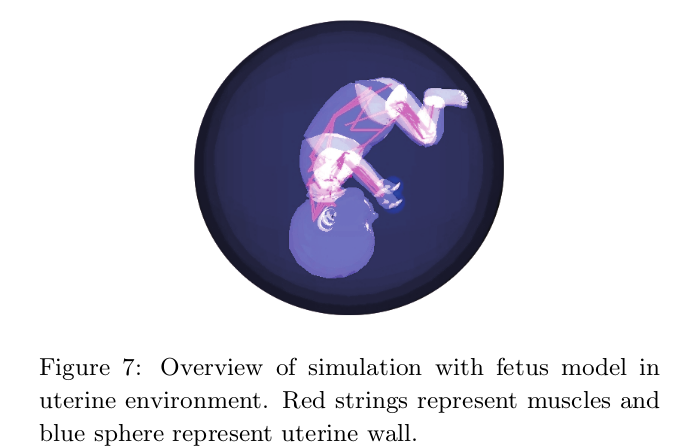 Figure 7: Overview of simulation with fetus model in
uterine environment. Red strings represent muscles and
blue sphere represent uterine wall.